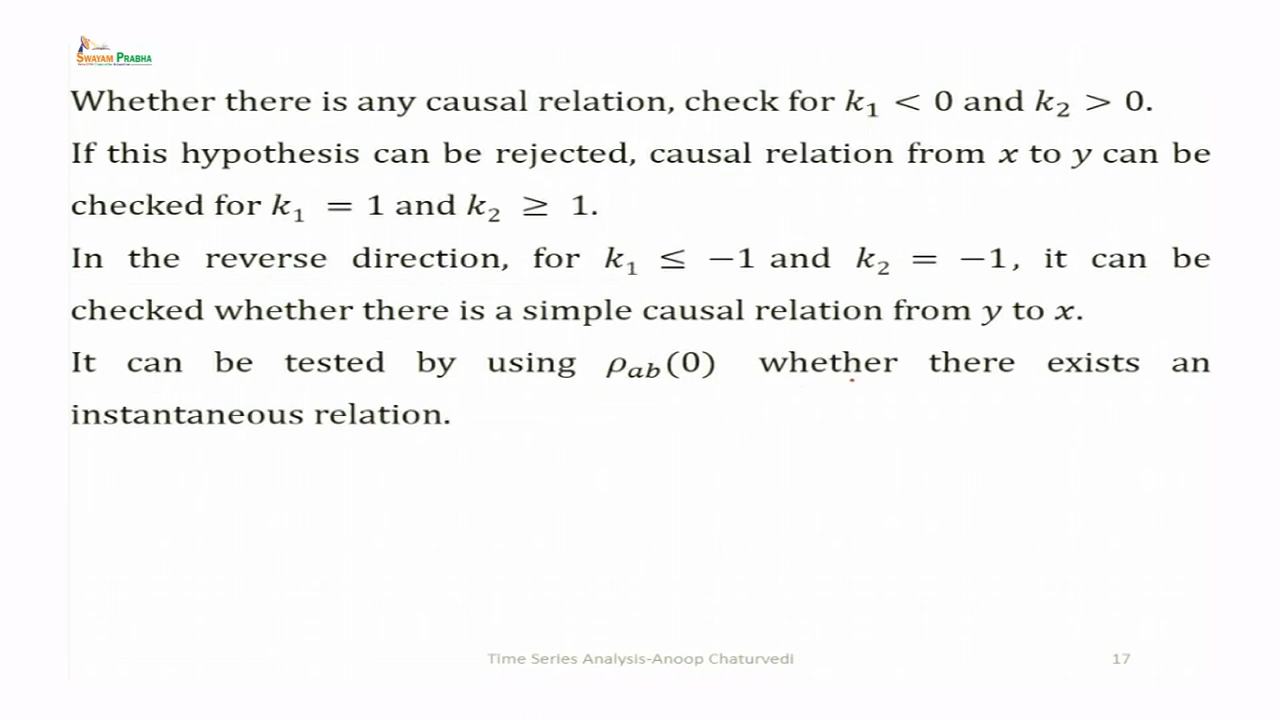 SWAYAM PRABHA
Whether there is any causal relation, check for k₁ < 0 and k₂ > 0.
If this hypothesis can be rejected, causal relation from x to y can be
checked for k₁ = 1 and k₂ ≥ 1.
In the reverse direction, for k₁ ≤ −1 and k₂ = −1, it can be
checked whether there is a simple causal relation from y to x.
It can be tested by using ρₐb(0) whether there exists an
instantaneous relation.
Time Series Analysis-Anoop Chaturvedi
17